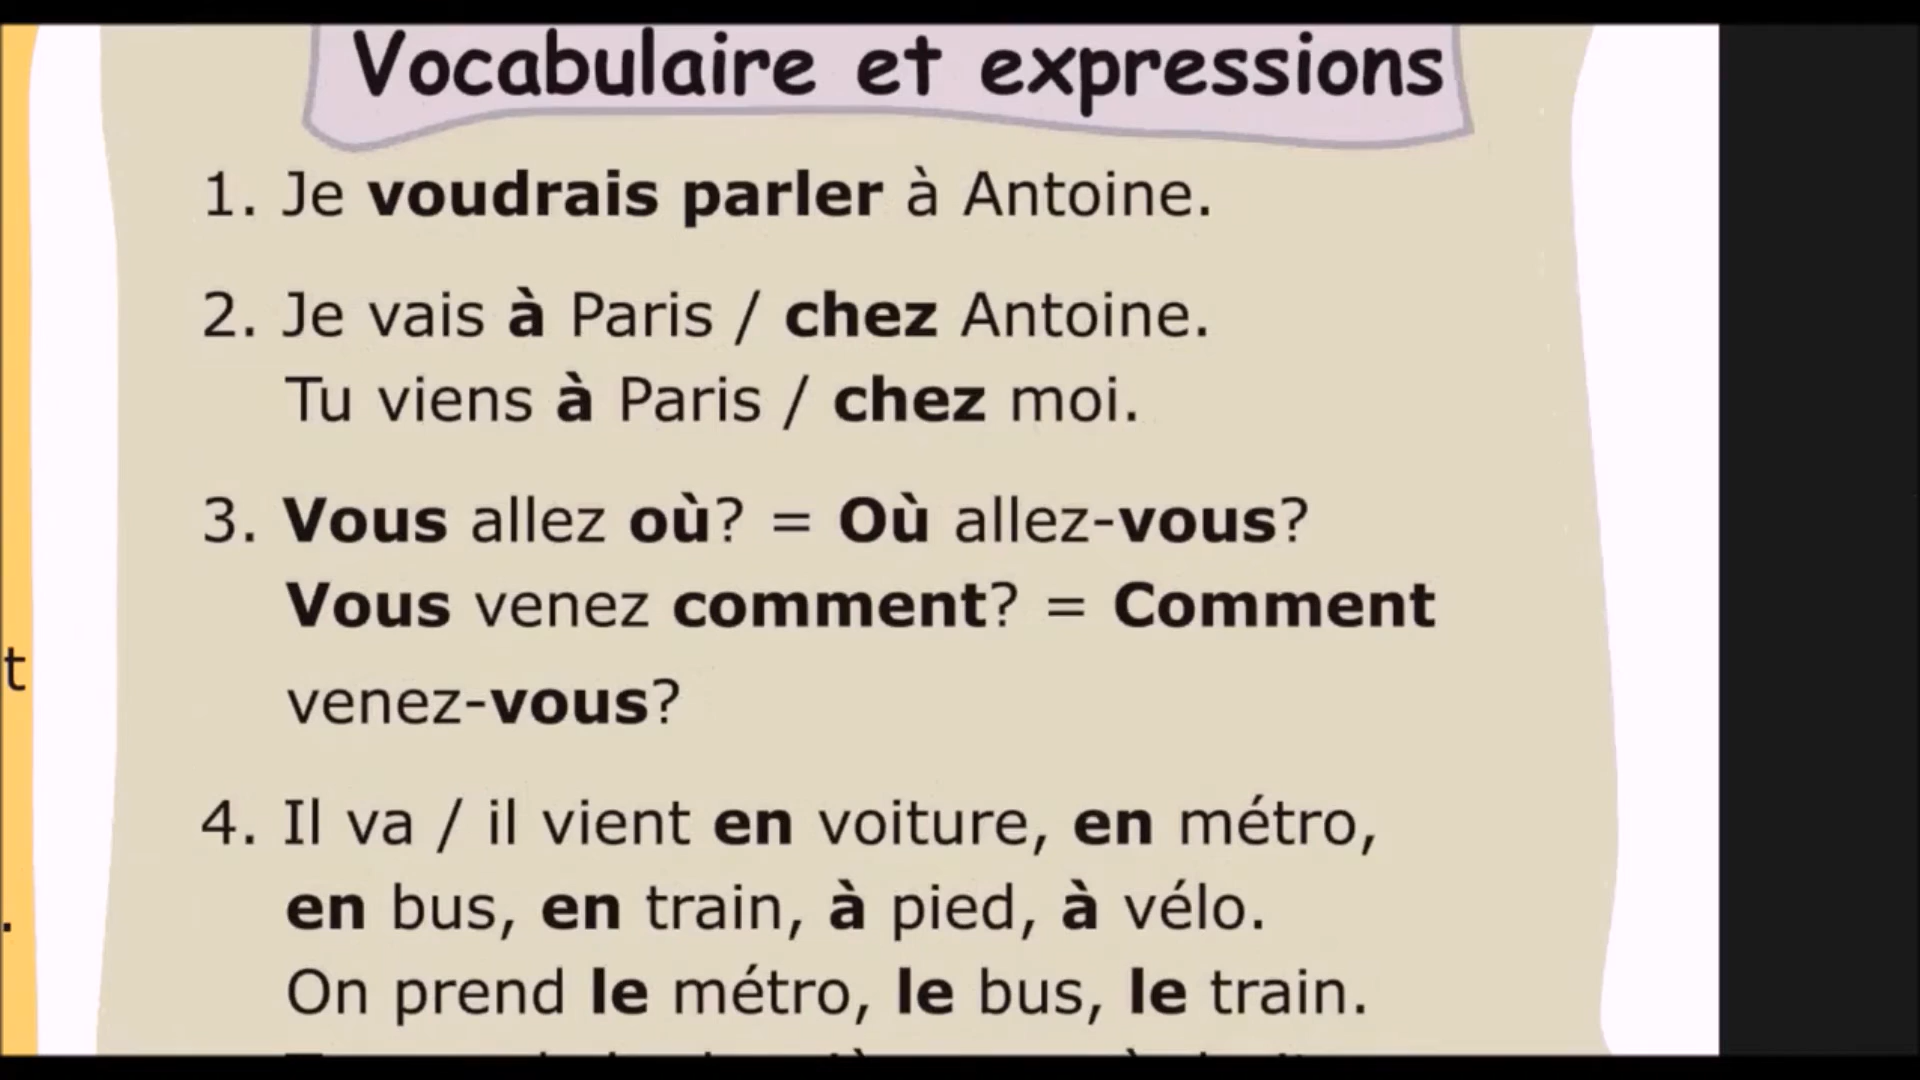 Vocabulaire et expressions
1. Je voudrais parler à Antoine.
2. Je vais à Paris / chez Antoine.
Tu viens à Paris / chez moi.
3. Vous allez où? = Où allez-vous?
Vous venez comment? = Comment
venez-vous?
t
4. Il va / il vient en voiture, en métro,
en bus, en train, à pied, à vélo.
.
On prend le métro, le bus, le train.